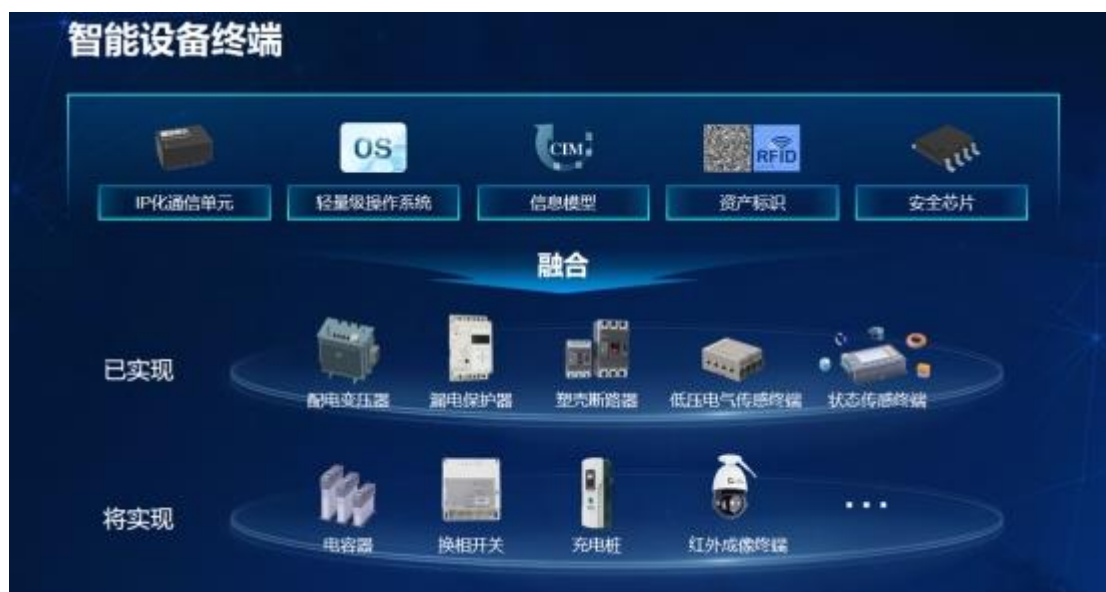 智能设备终端
OS
CIM
RFID
IP化通信单元
轻量级操作系统
信息模型
资产标识
安全芯片
融合
已实现
配电变压器
漏电保护器
塑壳断路器
低压电气传感终端
状态传感终端
将实现
电容器
换相开关
充电桩
红外成像终端
...